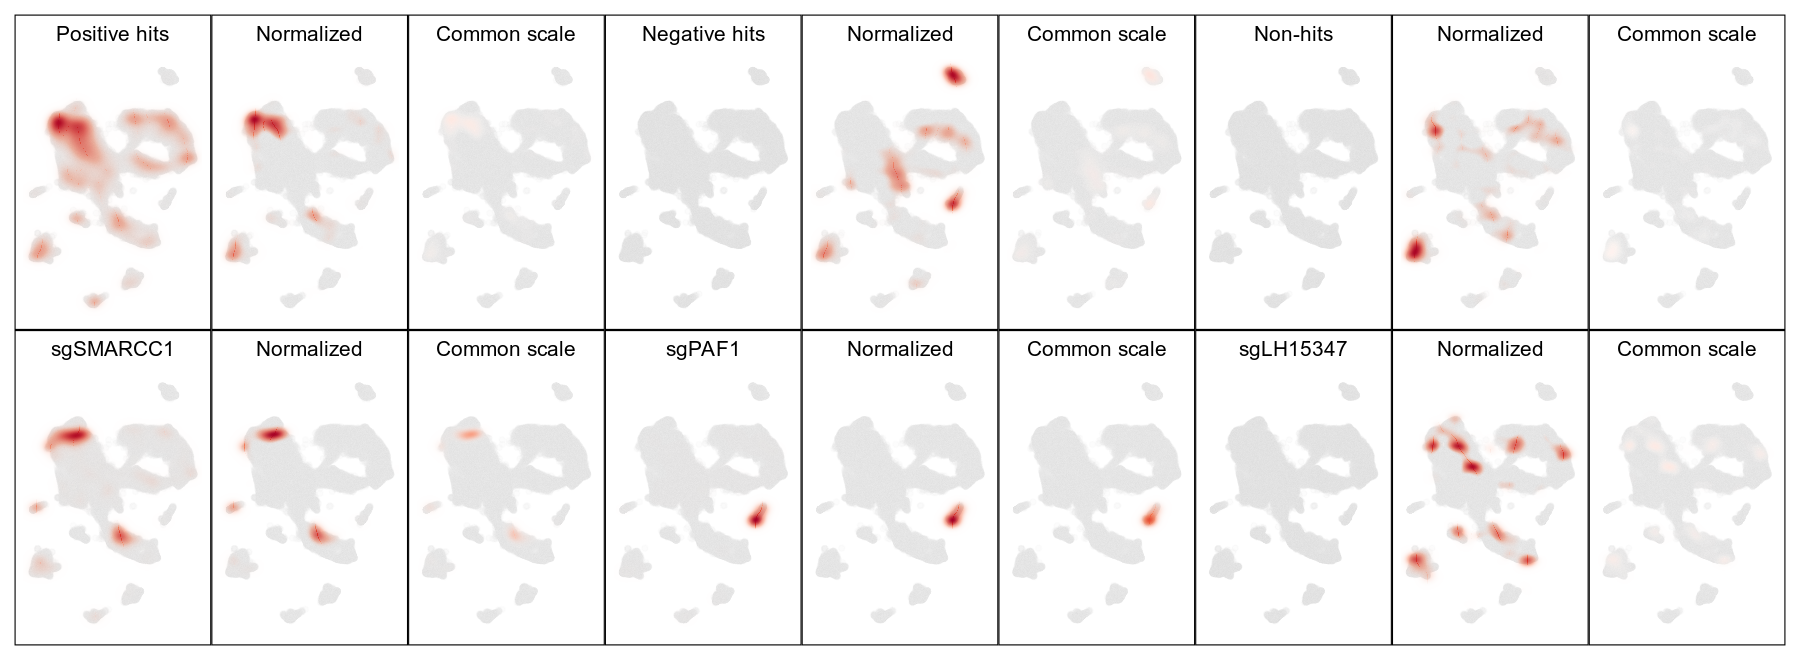 Positive hits Normalized Common scale Negative hits Normalized Common scale Non-hits Normalized Common scale
sgSMARCC1 Normalized Common scale sgPAF1 Normalized Common scale sgLH15347 Normalized Common scale